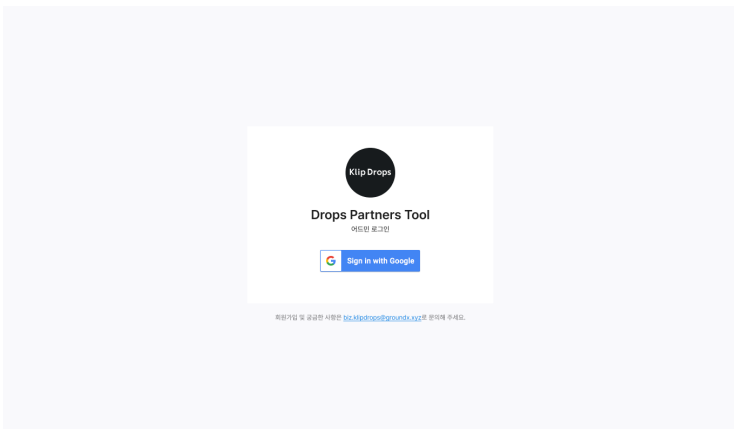 Klip Drops
Drops Partners Tool
어드민 로그인
Sign in with Google
회원가입 및 궁금한 사항은 biz.klipdrops@groundx.xyz로 문의해 주세요.